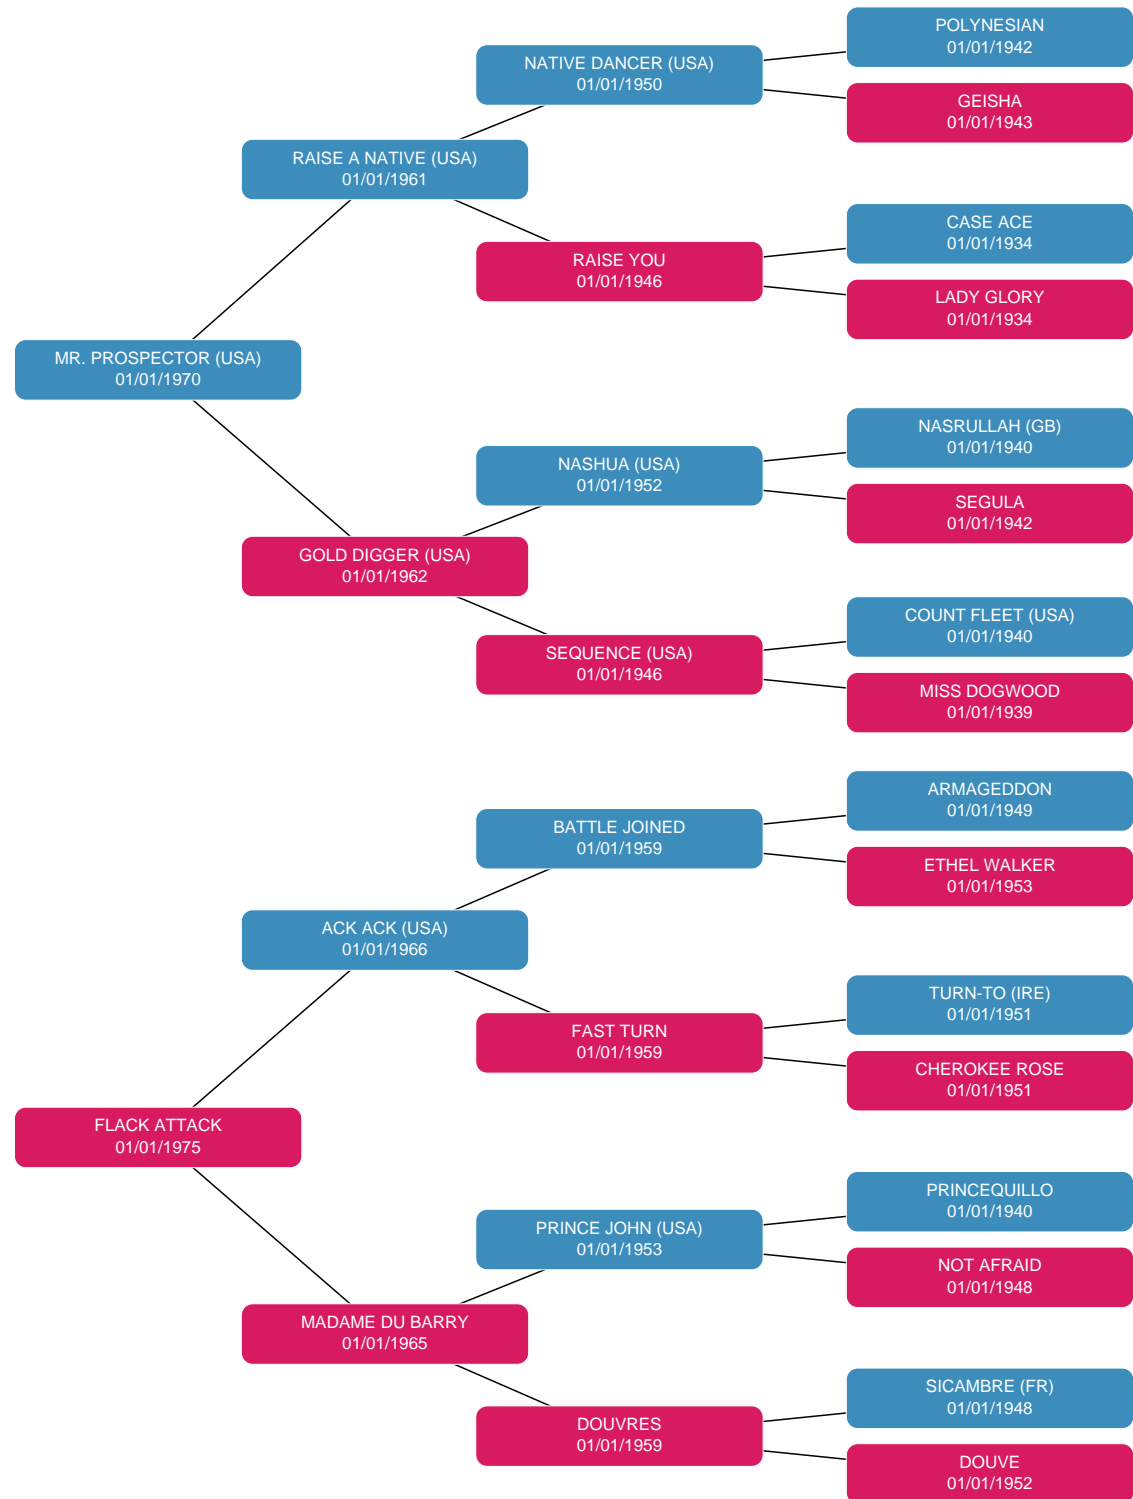 POLYNESIAN
01/01/1942
NATIVE DANCER (USA)
01/01/1950
GEISHA
01/01/1943
RAISE A NATIVE (USA)
01/01/1961
CASE ACE
01/01/1934
RAISE YOU
01/01/1946
LADY GLORY
01/01/1934
MR. PROSPECTOR (USA)
01/01/1970
NASRULLAH (GB)
01/01/1940
NASHUA (USA)
01/01/1952
SEGULA
01/01/1942
GOLD DIGGER (USA)
01/01/1962
COUNT FLEET (USA)
01/01/1940
SEQUENCE (USA)
01/01/1946
MISS DOGWOOD
01/01/1939
ARMAGEDDON
01/01/1949
BATTLE JOINED
01/01/1959
ETHEL WALKER
01/01/1953
ACK ACK (USA)
01/01/1966
TURN-TO (IRE)
01/01/1951
FAST TURN
01/01/1959
CHEROKEE ROSE
01/01/1951
FLACK ATTACK
01/01/1975
PRINCEQUILLO
01/01/1940
PRINCE JOHN (USA)
01/01/1953
NOT AFRAID
01/01/1948
MADAME DU BARRY
01/01/1965
SICAMBRE (FR)
01/01/1948
DOUVRES
01/01/1959
DOUVE
01/01/1952